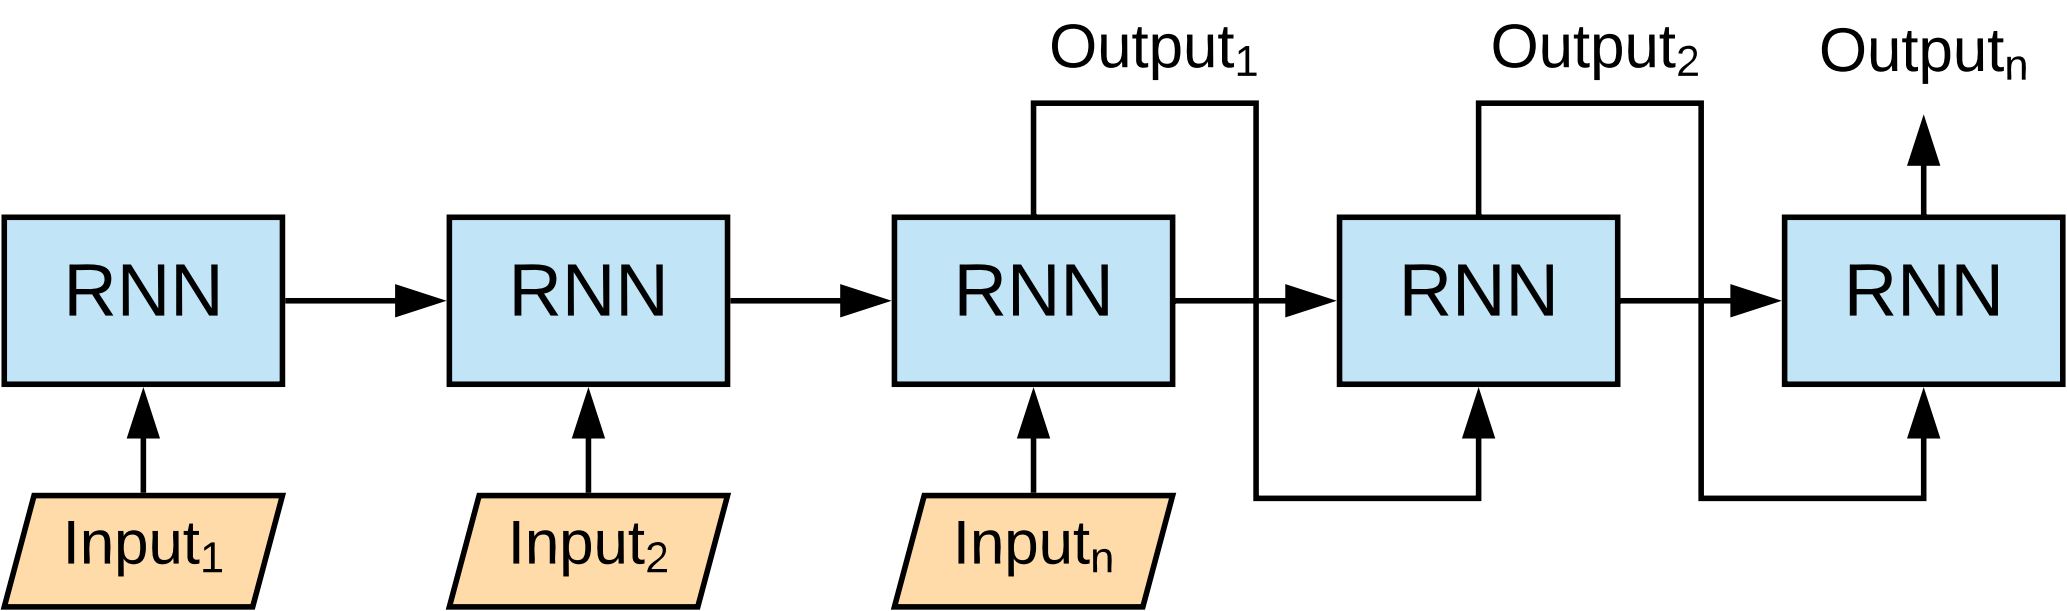 Output₁ Output₂ Outputₙ
RNN RNN RNN RNN RNN
Input₁ Input₂ Inputₙ